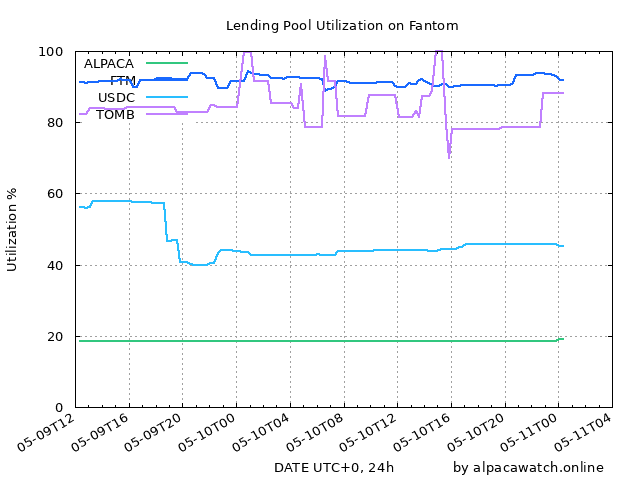 Lending Pool Utilization on Fantom
Utilization %
100
80
60
40
20
0
ALPACA
FTM
USDC
TOMB
05-09T12
05-09T16
05-09T20
05-10T00
05-10T04
05-10T08
05-10T12
05-10T16
05-10T20
05-11T00
05-11T04
DATE UTC+0, 24h
by alpacawatch.online